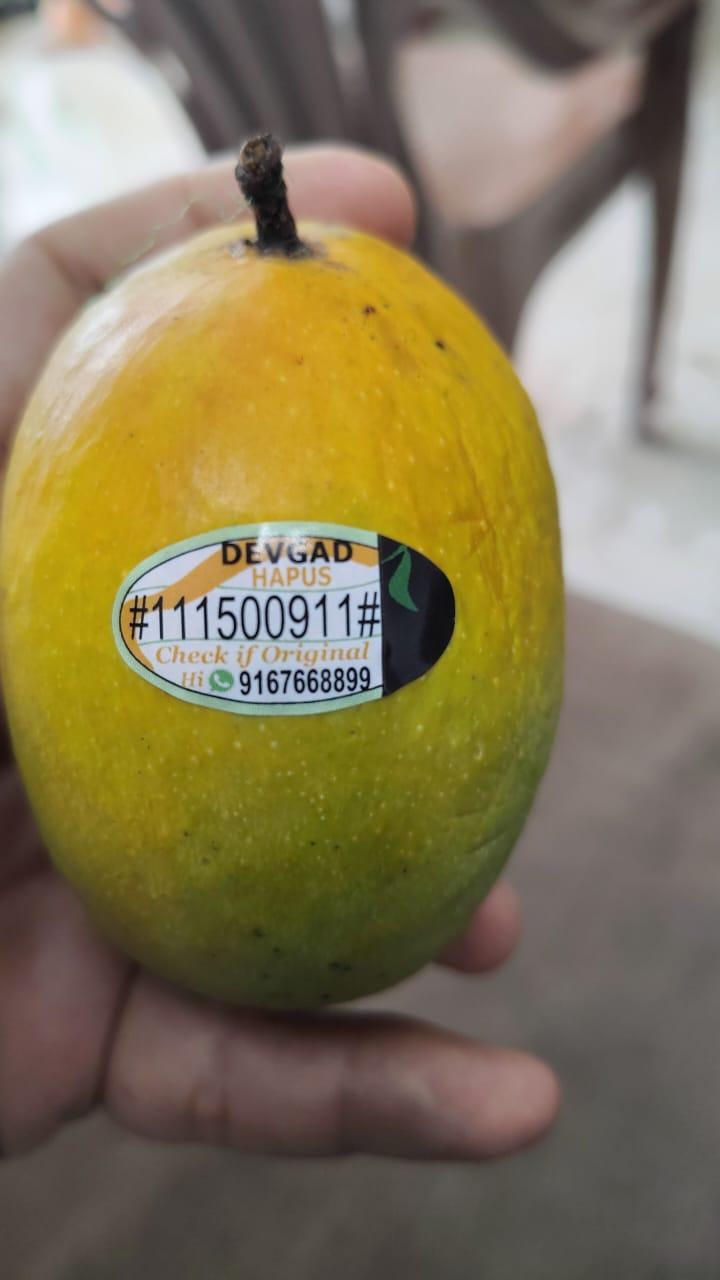 DEVGAD
HAPUS
#111500911#
Check if Original
Hi 9167668899